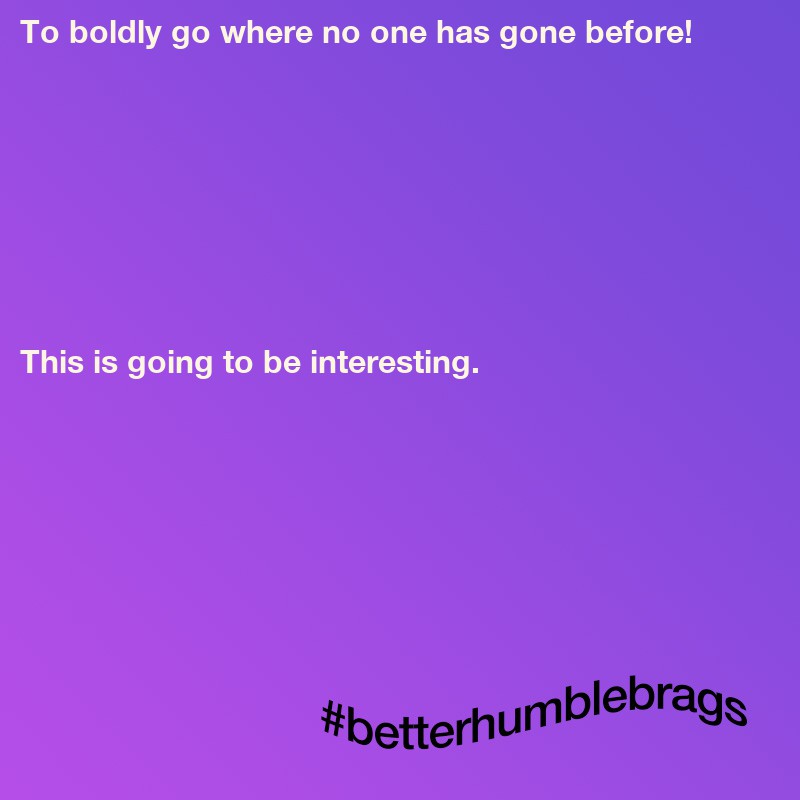 To boldly go where no one has gone before!
This is going to be interesting.
#betterhumblebrags